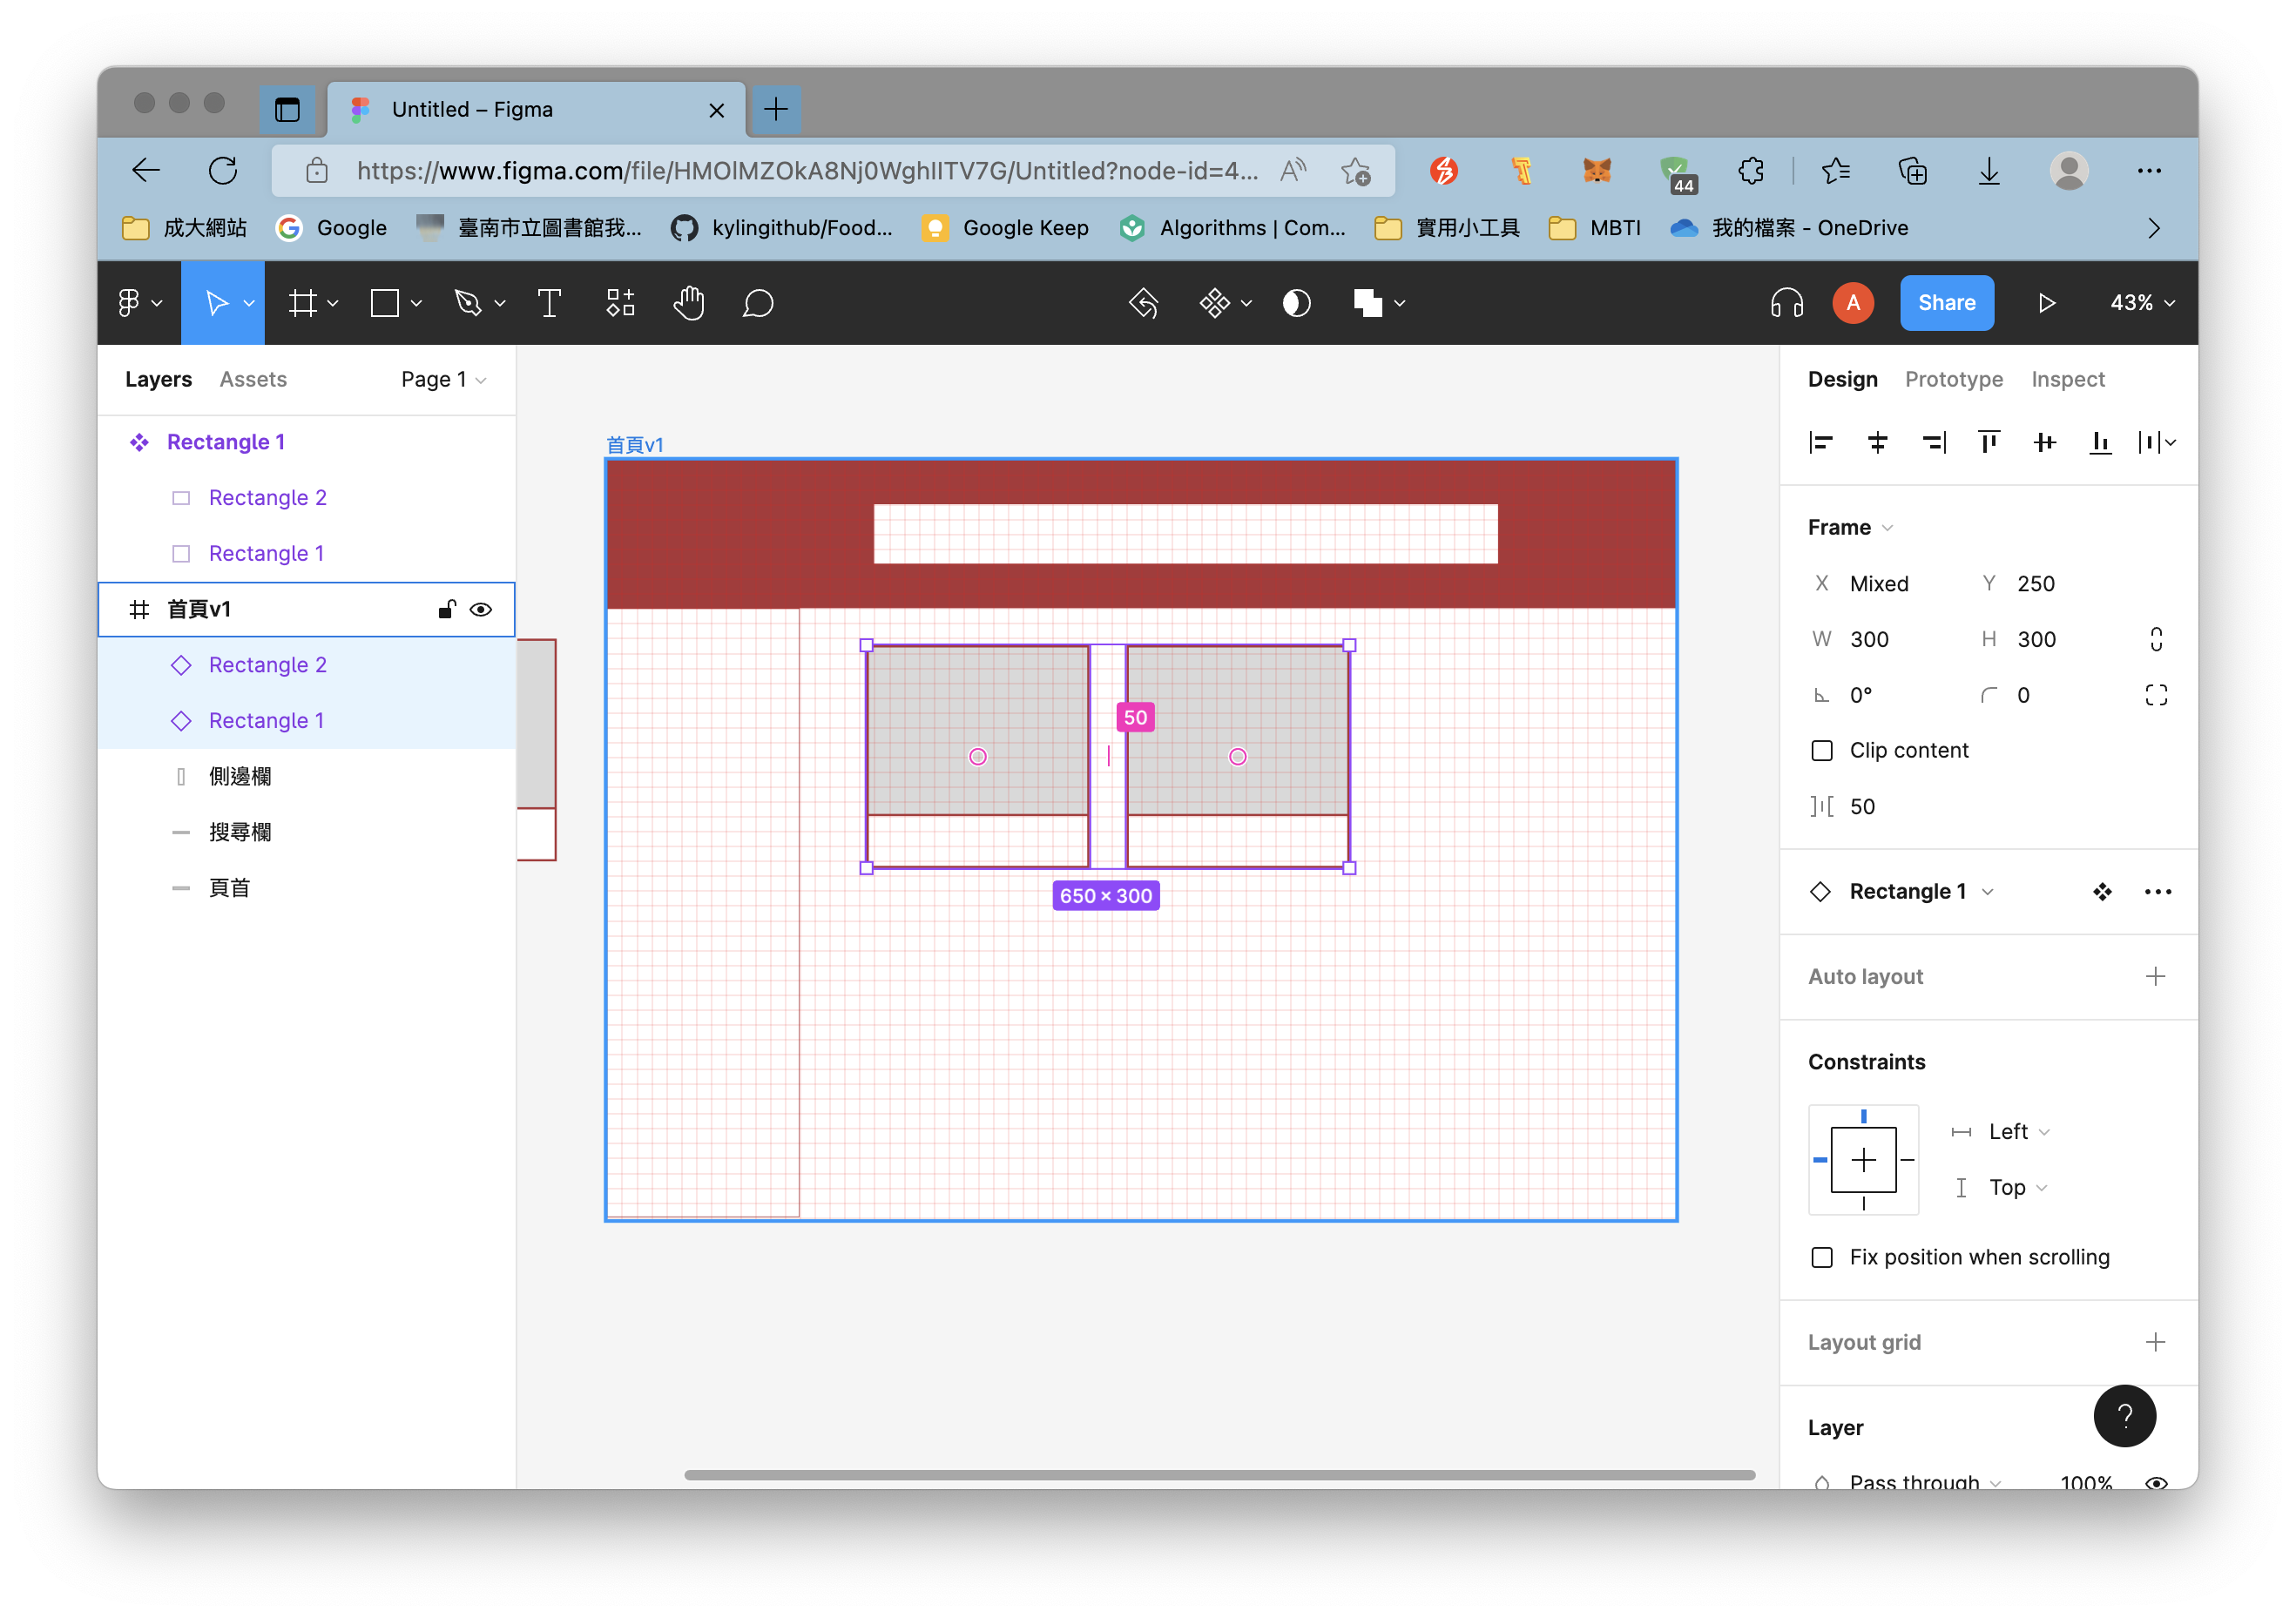 Untitled – Figma
https://www.figma.com/file/HMOlMZOkA8Nj0WghIITV7G/Untitled?node-id=4...
44
成大網站
Google
臺南市立圖書館我...
kylingithub/Food...
Google Keep
Algorithms | Com...
實用小工具
MBTI
我的檔案 - OneDrive
A
Share
43%
Layers
Assets
Page 1
Rectangle 1
Rectangle 2
Rectangle 1
首頁v1
Rectangle 2
Rectangle 1
側邊欄
搜尋欄
頁首
首頁v1
50
650 × 300
Design
Prototype
Inspect
Frame
X Mixed Y 250
W 300 H 300
0° 0
Clip content
50
Rectangle 1
Auto layout
Constraints
Left
Top
Fix position when scrolling
Layout grid
Layer
?
Pass through 100%